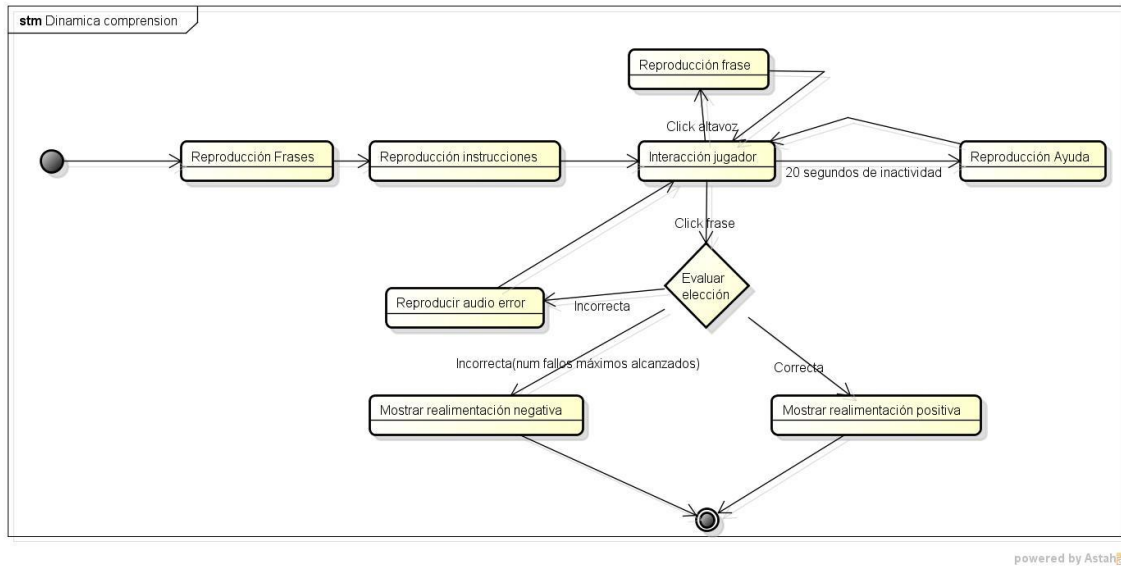 stm Dinamica comprension
Reproducción frase
Click altavoz
Reproducción Frases
Reproducción instrucciones
Interacción jugador
Reproducción Ayuda
20 segundos de inactividad
Click frase
Evaluar
elección
Reproducir audio error
Incorrecta
Incorrecta(num fallos máximos alcanzados)
Correcta
Mostrar realimentación negativa
Mostrar realimentación positiva
powered by Astah